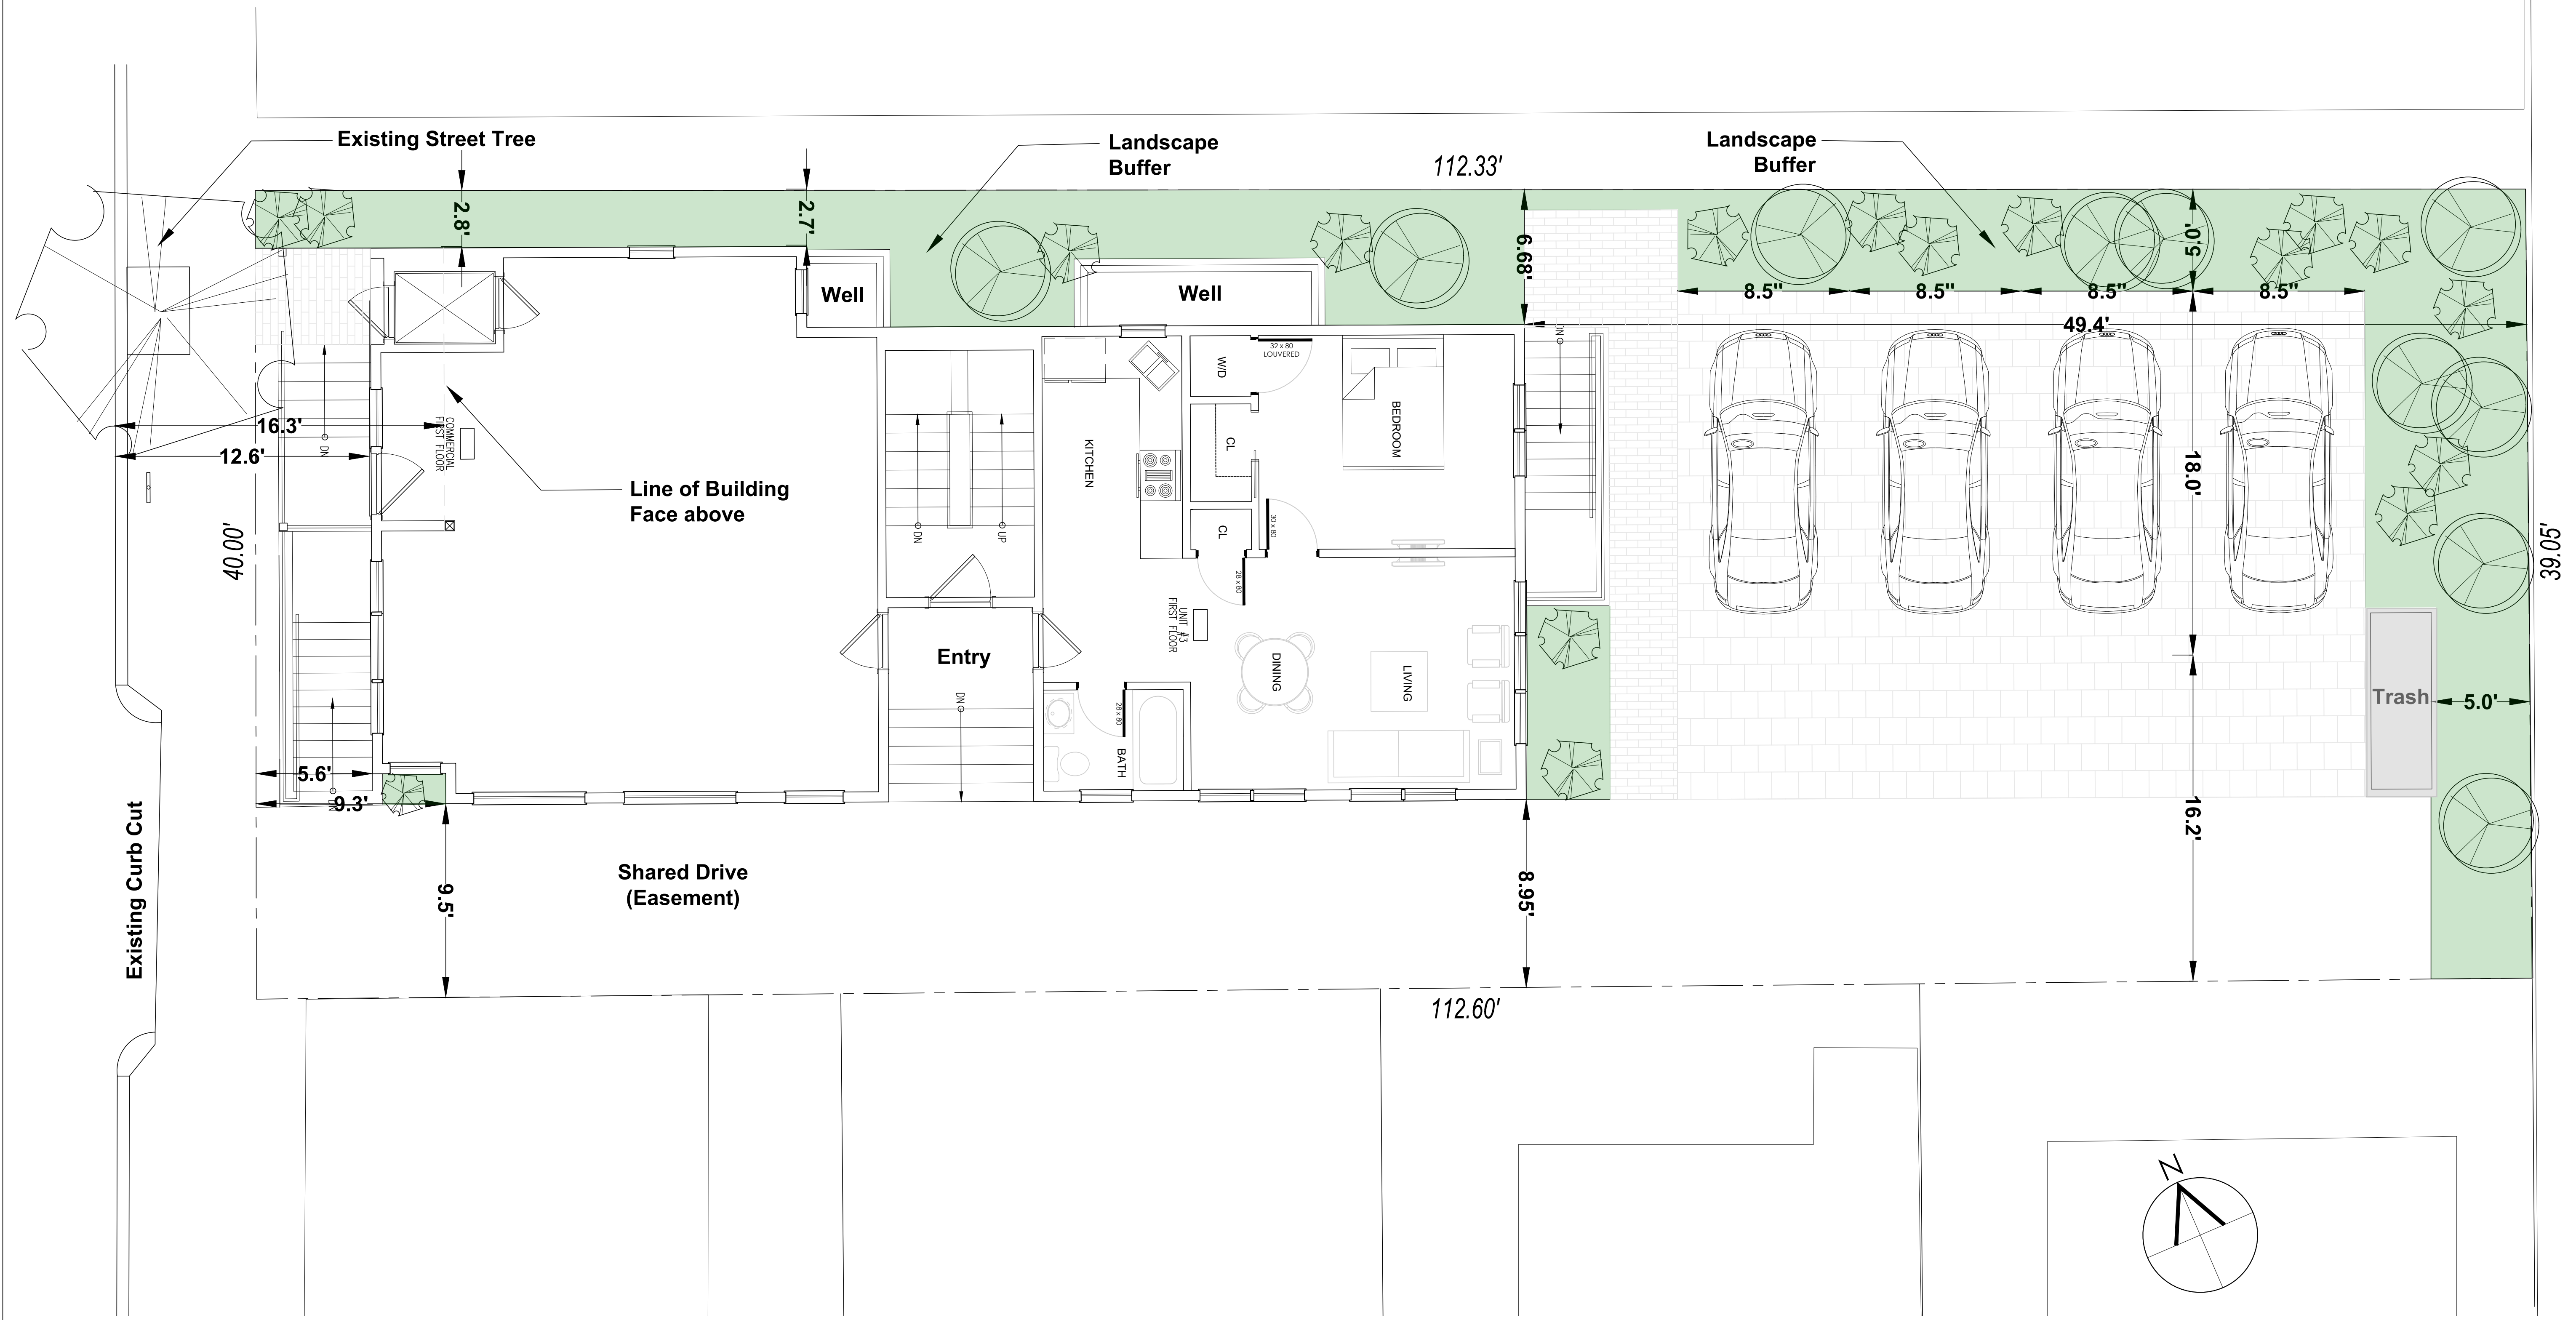 Existing Street Tree
Landscape
Buffer
112.33'
Landscape
Buffer
2.8'
2.7'
6.68'
5.0'
Well
Well
8.5"
8.5"
8.5"
8.5"
49.4'
DN
32 x 80
LOUVERED
W/D
BEDROOM
16.3'
12.6'
DN
COMMERCIAL
FIRST FLOOR
KITCHEN
CL
18.0'
Line of Building
Face above
DN
UP
CL
30 x 80
40.00'
39.05'
28 x 80
UNIT #3
FIRST FLOOR
Entry
DINING
LIVING
DN
28 x 80
BATH
Trash
5.0'
5.6'
9.3'
DN
16.2'
Existing Curb Cut
Shared Drive
(Easement)
9.5'
8.95'
112.60'
N